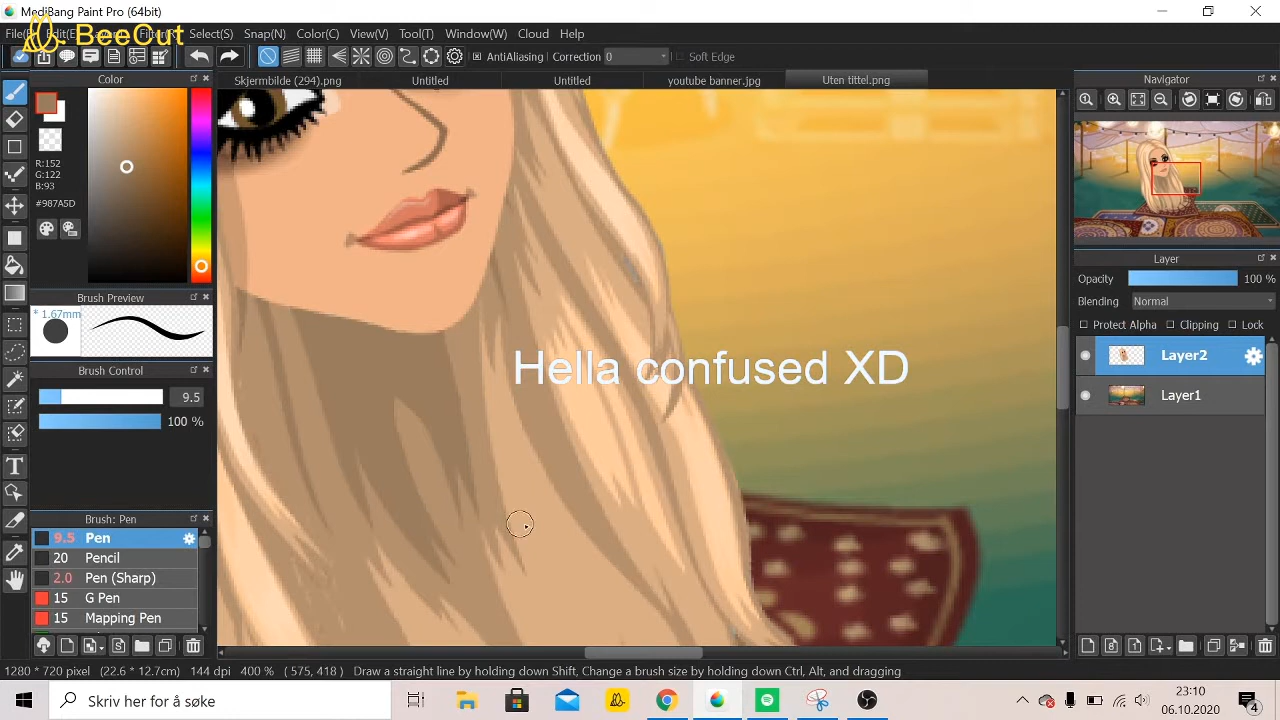 MediBang Paint Pro (64bit)
BeeCut
Select(S) Snap(N) Color(C) View(V) Tool(T) Window(W) Cloud Help
AntiAliasing Correction 0 Soft Edge
Color
Skjermbilde (294).png Untitled Untitled youtube banner.jpg Uten tittel.png
Navigator
R:152
G:122
B:93
#987A5D
Brush Preview
* 1.67mm
Brush Control
9.5
100 %
Layer
Opacity 100 %
Blending Normal
Protect Alpha Clipping Lock
Layer2
Layer1
Hella confused XD
Brush: Pen
9.5 Pen
20 Pencil
2.0 Pen (Sharp)
15 G Pen
15 Mapping Pen
1280 * 720 pixel (22.6 * 12.7cm) 144 dpi 400 % ( 575, 418 ) Draw a straight line by holding down Shift, Change a brush size by holding down Ctrl, Alt, and dragging
Skriv her for å søke
23:10
06.10.2020
4